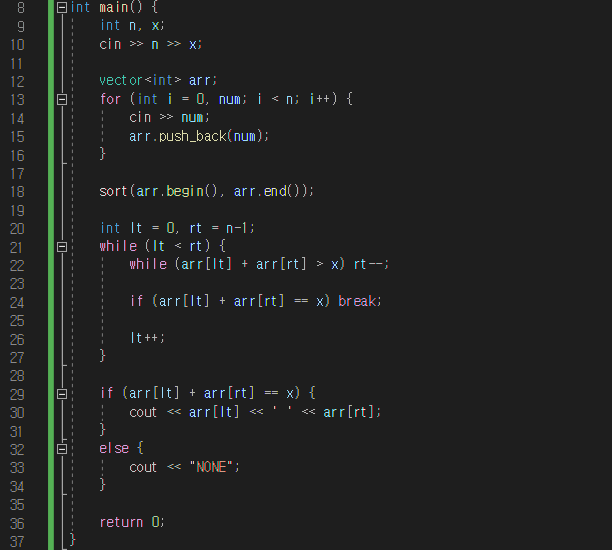 8 int main() {
9 int n, x;
10 cin >> n >> x;
11
12 vector<int> arr;
13 for (int i = 0, num; i < n; i++) {
14 cin >> num;
15 arr.push_back(num);
16 }
17
18 sort(arr.begin(), arr.end());
19
20 int lt = 0, rt = n-1;
21 while (lt < rt) {
22 while (arr[lt] + arr[rt] > x) rt--;
23
24 if (arr[lt] + arr[rt] == x) break;
25
26 lt++;
27 }
28
29 if (arr[lt] + arr[rt] == x) {
30 cout << arr[lt] << ' ' << arr[rt];
31 }
32 else {
33 cout << "NONE";
34 }
35
36 return 0;
37 }